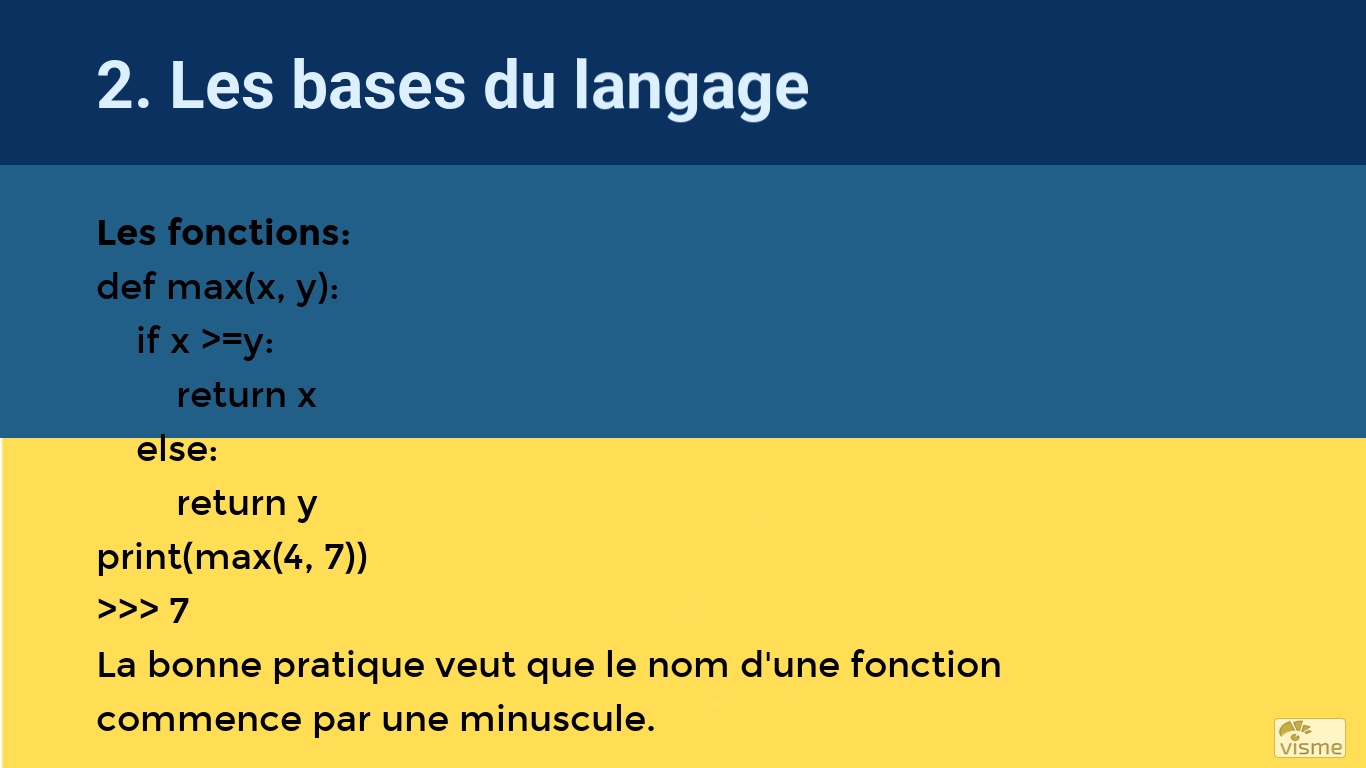 2. Les bases du langage
Les fonctions:
def max(x, y):
    if x >=y:
        return x
    else:
        return y
print(max(4, 7))
>>> 7
La bonne pratique veut que le nom d'une fonction
commence par une minuscule.
visme